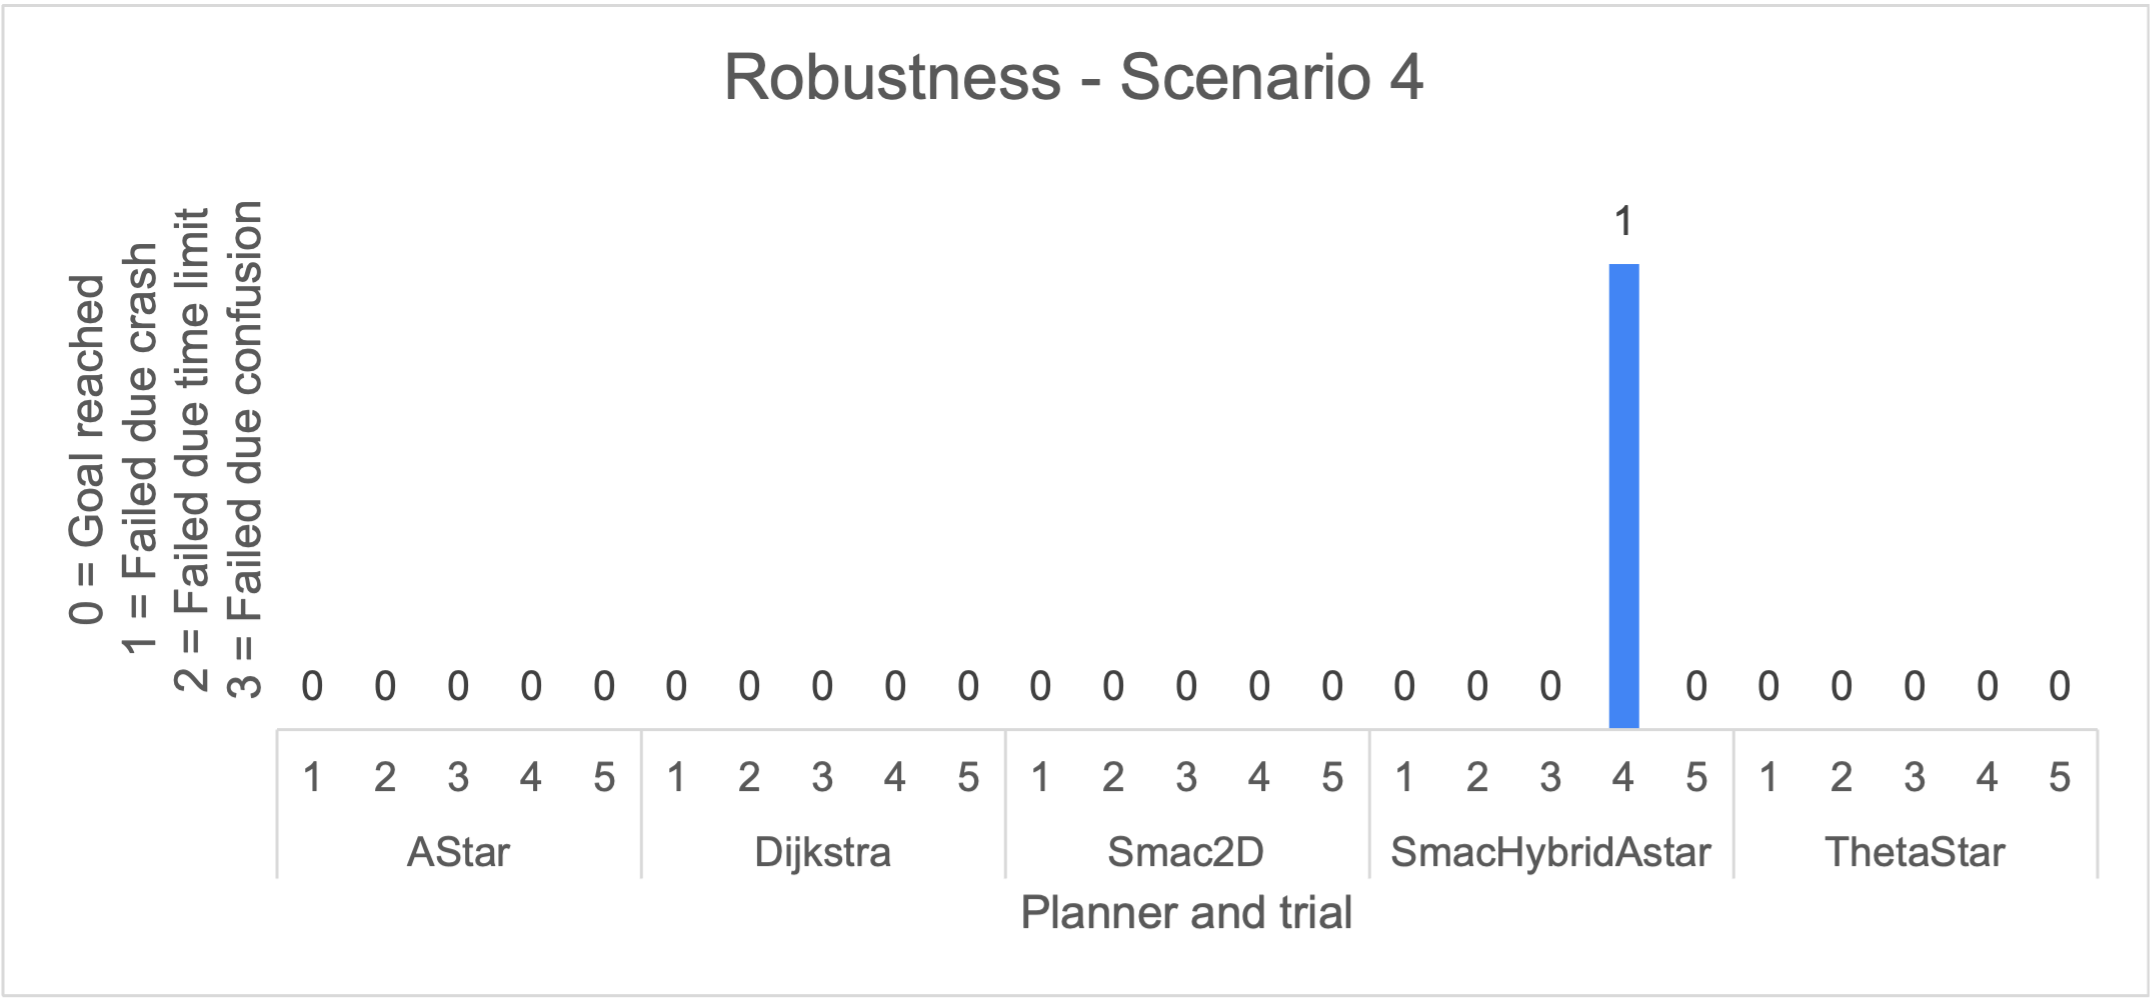 Robustness - Scenario 4
0 = Goal reached
1 = Failed due crash
2 = Failed due time limit
3 = Failed due confusion
1
0 0 0 0 0 0 0 0 0 0 0 0 0 0 0 0 0 0 0 0 0 0 0 0
1 2 3 4 5 1 2 3 4 5 1 2 3 4 5 1 2 3 4 5 1 2 3 4 5
AStar Dijkstra Smac2D SmacHybridAstar ThetaStar
Planner and trial